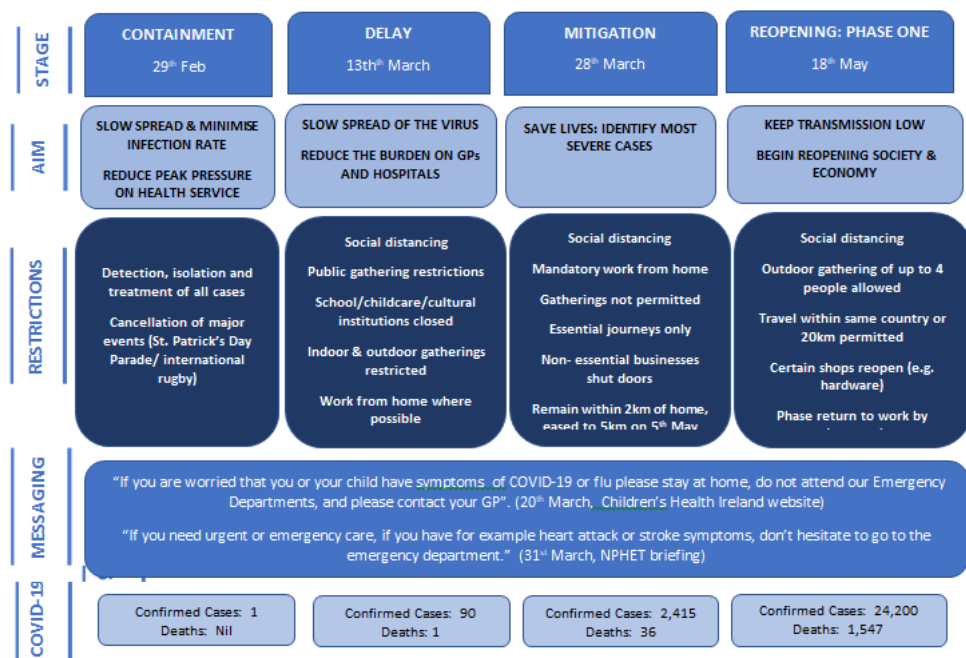 STAGE
CONTAINMENT
29th Feb
DELAY
13thth March
MITIGATION
28th March
REOPENING: PHASE ONE
18th May
AIM
SLOW SPREAD & MINIMISE
INFECTION RATE
REDUCE PEAK PRESSURE
ON HEALTH SERVICE
SLOW SPREAD OF THE VIRUS
REDUCE THE BURDEN ON GPs
AND HOSPITALS
SAVE LIVES: IDENTIFY MOST
SEVERE CASES
KEEP TRANSMISSION LOW
BEGIN REOPENING SOCIETY &
ECONOMY
RESTRICTIONS
Detection, isolation and
treatment of all cases
Cancellation of major
events (St. Patrick's Day
Parade/ international
rugby)
Social distancing
Public gathering restrictions
School/childcare/cultural
institutions closed
Indoor & outdoor gatherings
restricted
Work from home where
possible
Social distancing
Mandatory work from home
Gatherings not permitted
Essential journeys only
Non- essential businesses
shut doors
Remain within 2km of home,
eased to 5km on 5th May
Social distancing
Outdoor gathering of up to 4
people allowed
Travel within same country or
20km permitted
Certain shops reopen (e.g.
hardware)
Phase return to work by
MESSAGING
“If you are worried that you or your child have symptoms of COVID-19 or flu please stay at home, do not attend our Emergency
Departments, and please contact your GP”. (20th March, Children's Health Ireland website)
“If you need urgent or emergency care, if you have for example heart attack or stroke symptoms, don't hesitate to go to the
emergency department.” (31st March, NPHET briefing)
COVID-19
Confirmed Cases: 1
Deaths: Nil
Confirmed Cases: 90
Deaths: 1
Confirmed Cases: 2,415
Deaths: 36
Confirmed Cases: 24,200
Deaths: 1,547